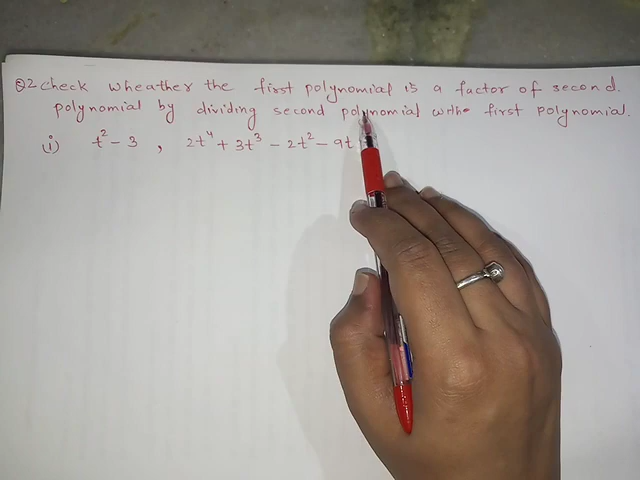 Q2 Check wheather the first polynomial is a factor of second
polynomial by dividing second polynomial withe first polynomial.
(i) t² - 3 , 2t⁴ + 3t³ - 2t² - 9t